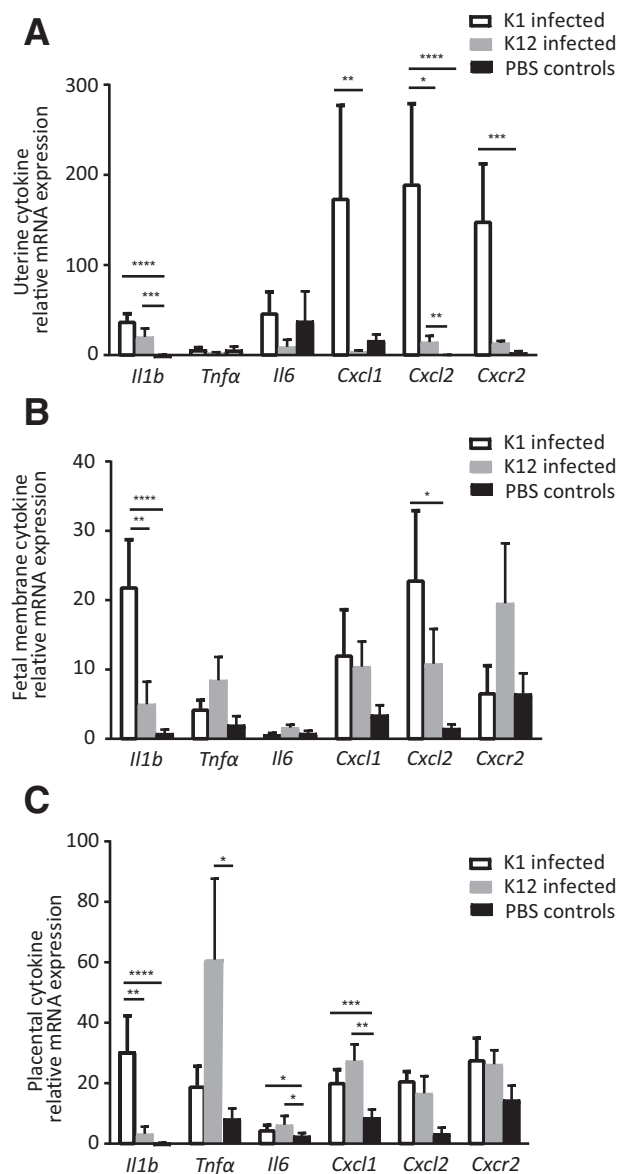 A
K1 infected
K12 infected
PBS controls
Uterine cytokine
relative mRNA expression
300
200
100
0
****
***
**
****
*
**
***
Il1b Tnfα Il6 Cxcl1 Cxcl2 Cxcr2
B
K1 infected
K12 infected
PBS controls
Fetal membrane cytokine
relative mRNA expression
40
30
20
10
0
****
**
*
Il1b Tnfα Il6 Cxcl1 Cxcl2 Cxcr2
C
K1 infected
K12 infected
PBS controls
Placental cytokine
relative mRNA expression
100
80
60
40
20
0
****
**
*
*
*
***
**
Il1b Tnfα Il6 Cxcl1 Cxcl2 Cxcr2